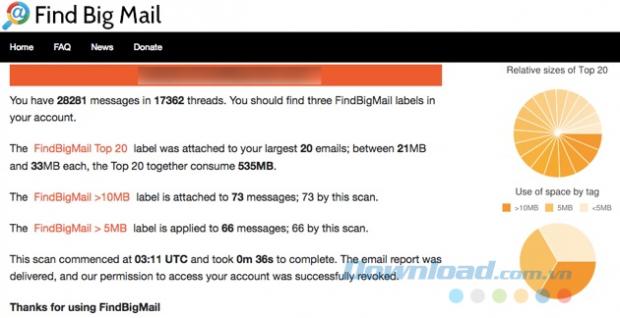 Find Big Mail
Home FAQ News Donate
You have 28281 messages in 17362 threads. You should find three FindBigMail labels in
your account.
The FindBigMail Top 20 label was attached to your largest 20 emails; between 21MB
and 33MB each, the Top 20 together consume 535MB.
The FindBigMail >10MB label is attached to 73 messages; 73 by this scan.
The FindBigMail > 5MB label is applied to 66 messages; 66 by this scan.
This scan commenced at 03:11 UTC and took 0m 36s to complete. The email report was
delivered, and our permission to access your account was successfully revoked.
Thanks for using FindBigMail
Relative sizes of Top 20
Use of space by tag
>10MB 5MB <5MB
Download.com.vn